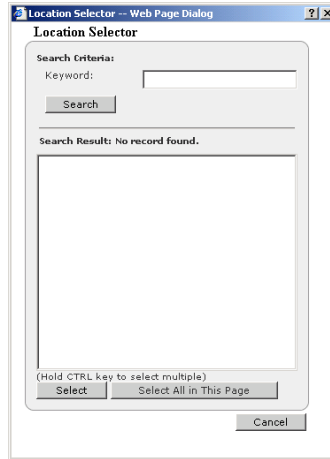 Location Selector -- Web Page Dialog
Location Selector
Search Criteria:
Keyword:
Search
Search Result: No record found.
(Hold CTRL key to select multiple)
Select Select All in This Page
Cancel